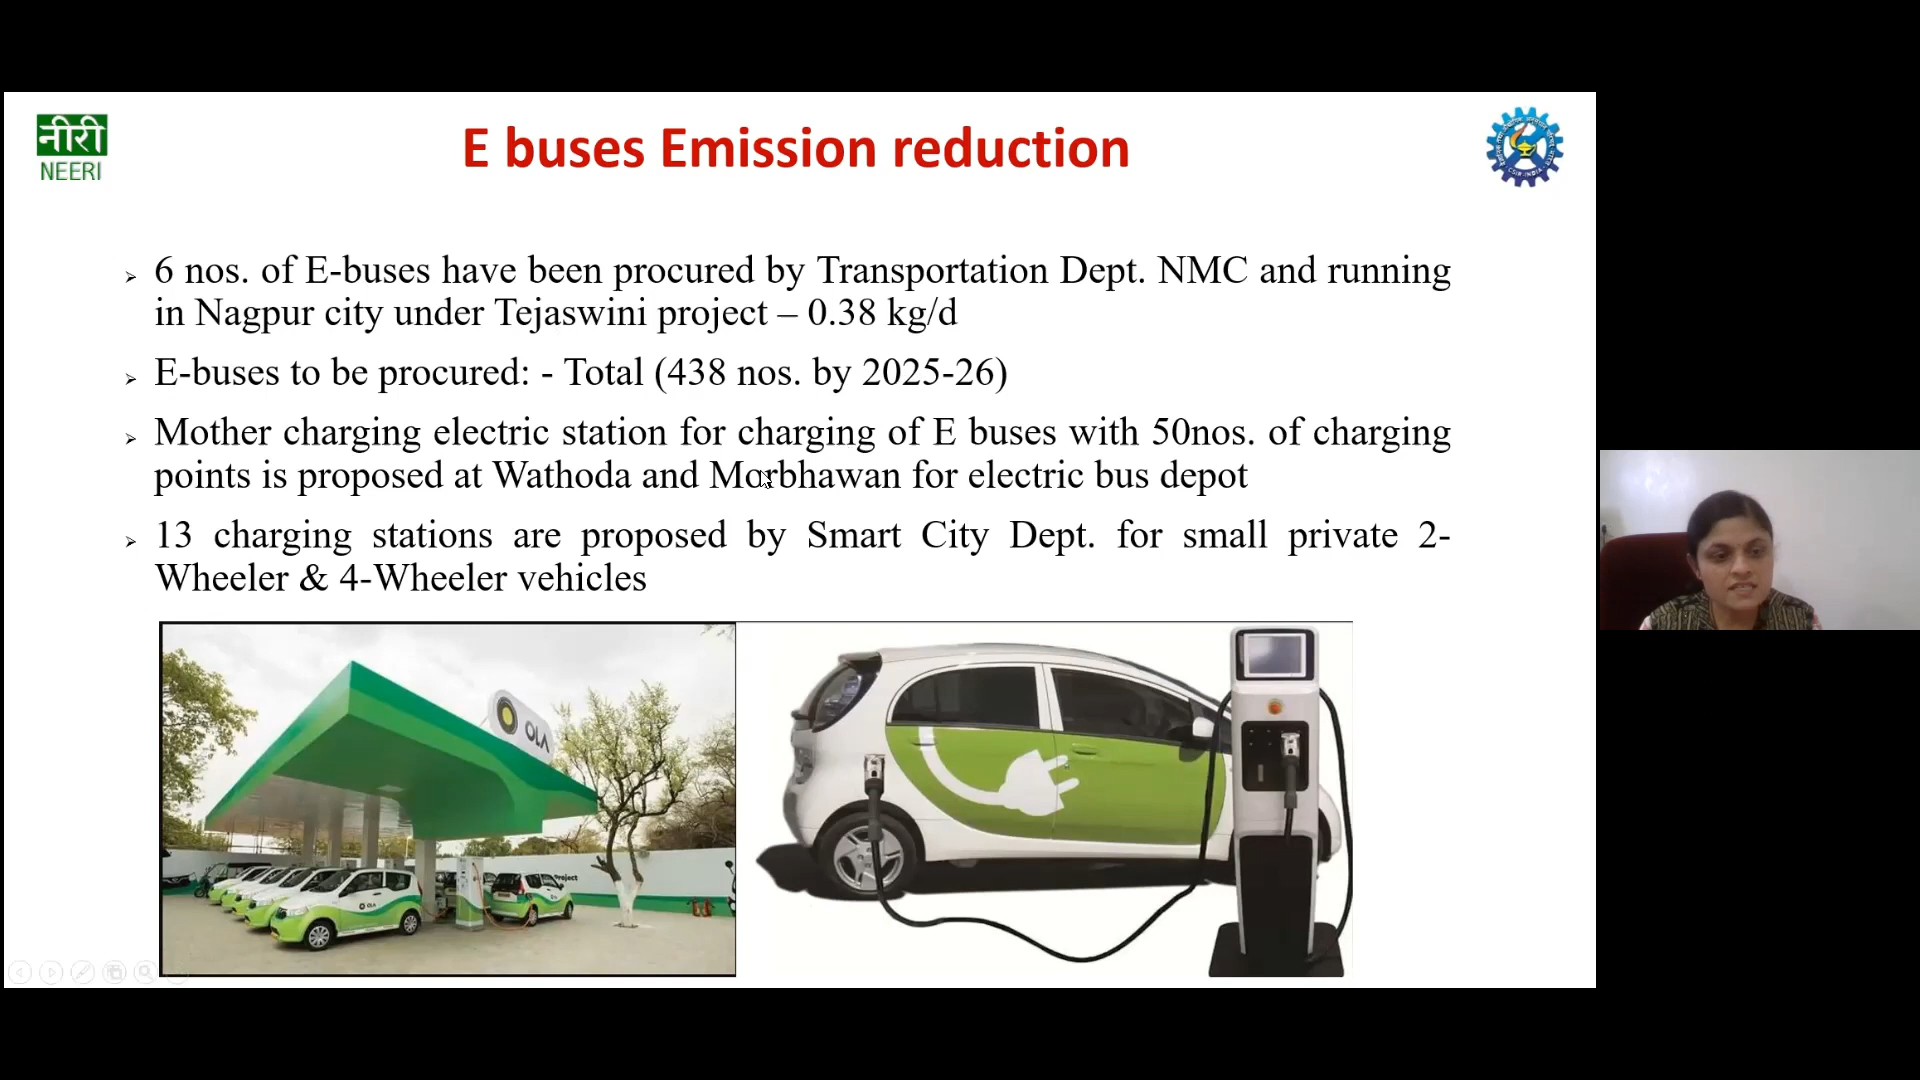 नीरी
NEERI
E buses Emission reduction
CSIR-INDIA
6 nos. of E-buses have been procured by Transportation Dept. NMC and running
in Nagpur city under Tejaswini project – 0.38 kg/d
E-buses to be procured: - Total (438 nos. by 2025-26)
Mother charging electric station for charging of E buses with 50nos. of charging
points is proposed at Wathoda and Morbhawan for electric bus depot
13 charging stations are proposed by Smart City Dept. for small private 2-
Wheeler & 4-Wheeler vehicles
OLA
OLA
Project